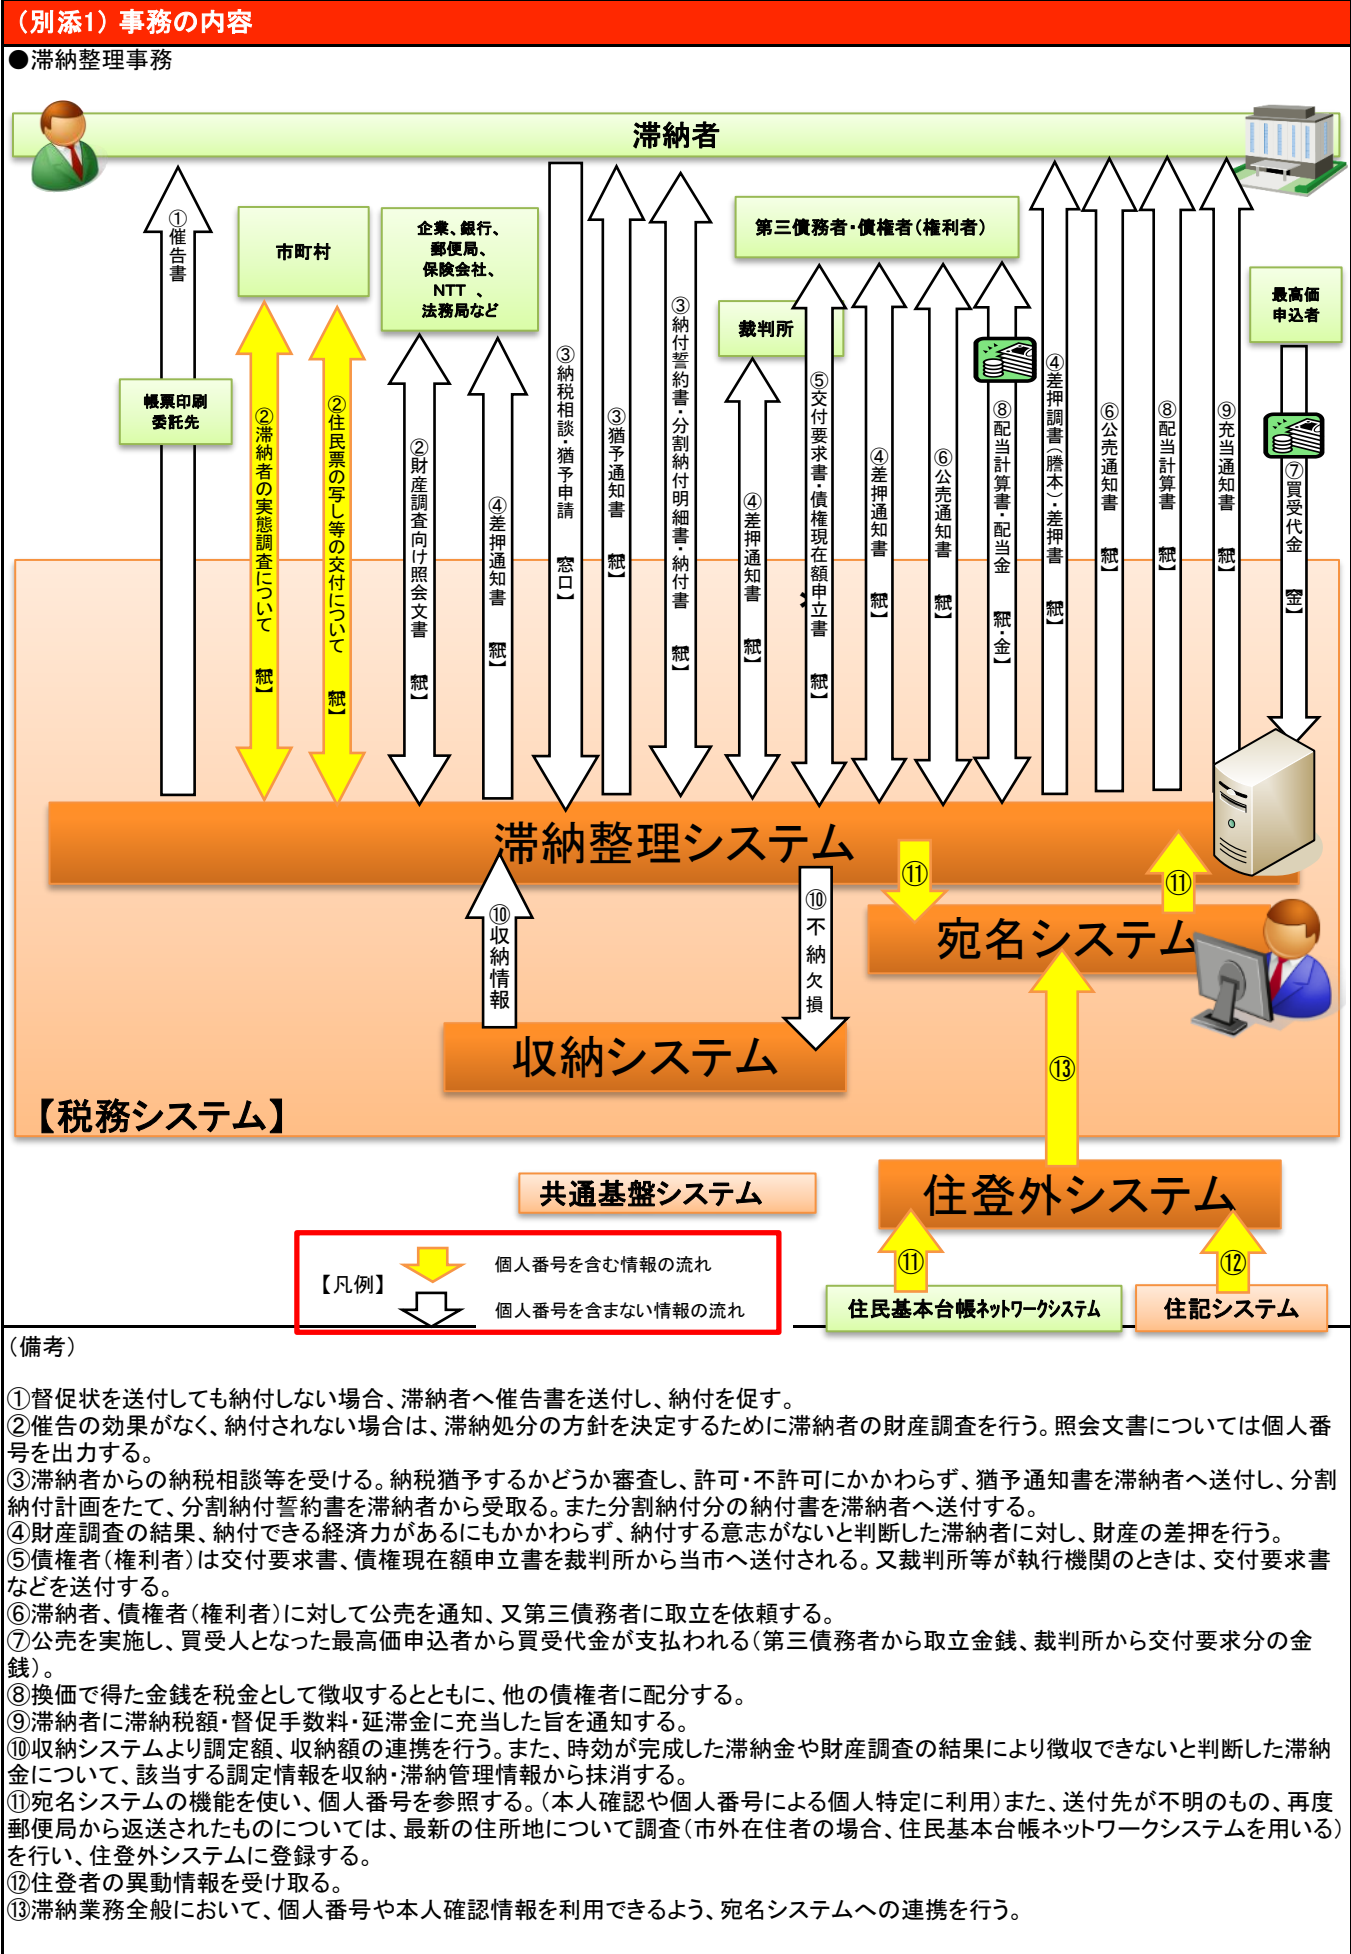 （別添1）事務の内容
●滞納整理事務
滞納者
①催告書
市町村
企業、銀行、
郵便局、
保険会社、
NTT 、
法務局など
第三債務者・債権者（権利者）
裁判所
最高価
申込者
帳票印刷
委託先
②滞納者の実態調査について 【紙】
②住民票の写し等の交付について 【紙】
②財産調査向け照会文書 【紙】
④差押通知書 【紙】
③納税相談・猶予申請 【窓口】
③猶予通知書 【紙】
③納付誓約書・分割納付明細書・納付書 【紙】
④差押通知書 【紙】
⑤交付要求書・債権現在額申立書 【紙】
④差押通知書 【紙】
⑥公売通知書 【紙】
⑧配当計算書・配当金 【紙・金】
④差押調書（謄本）・差押書 【紙】
⑥公売通知書 【紙】
⑧配当計算書 【紙】
⑨充当通知書 【紙】
⑦買受代金 【金】
滞納整理システム
⑪
⑪
⑩収納情報
⑩不納欠損
宛名システム
収納システム
⑬
【税務システム】
共通基盤システム
住登外システム
⑪
⑫
【凡例】
個人番号を含む情報の流れ
個人番号を含まない情報の流れ
住民基本台帳ネットワークシステム
住記システム
（備考）
①督促状を送付しても納付しない場合、滞納者へ催告書を送付し、納付を促す。
②催告の効果がなく、納付されない場合は、滞納処分の方針を決定するために滞納者の財産調査を行う。照会文書については個人番
号を出力する。
③滞納者からの納税相談等を受ける。納税猶予するかどうか審査し、許可・不許可にかかわらず、猶予通知書を滞納者へ送付し、分割
納付計画をたて、分割納付誓約書を滞納者から受取る。また分割納付分の納付書を滞納者へ送付する。
④財産調査の結果、納付できる経済力があるにもかかわらず、納付する意志がないと判断した滞納者に対し、財産の差押を行う。
⑤債権者（権利者）は交付要求書、債権現在額申立書を裁判所から当市へ送付される。又裁判所等が執行機関のときは、交付要求書
などを送付する。
⑥滞納者、債権者（権利者）に対して公売を通知、又第三債務者に取立を依頼する。
⑦公売を実施し、買受人となった最高価申込者から買受代金が支払われる（第三債務者から取立金銭、裁判所から交付要求分の金
銭）。
⑧換価で得た金銭を税金として徴収するとともに、他の債権者に配分する。
⑨滞納者に滞納税額・督促手数料・延滞金に充当した旨を通知する。
⑩収納システムより調定額、収納額の連携を行う。また、時効が完成した滞納金や財産調査の結果により徴収できないと判断した滞納
金について、該当する調定情報を収納・滞納管理情報から抹消する。
⑪宛名システムの機能を使い、個人番号を参照する。（本人確認や個人番号による個人特定に利用）また、送付先が不明のもの、再度
郵便局から返送されたものについては、最新の住所地について調査（市外在住者の場合、住民基本台帳ネットワークシステムを用いる）
を行い、住登外システムに登録する。
⑫住登者の異動情報を受け取る。
⑬滞納業務全般において、個人番号や本人確認情報を利用できるよう、宛名システムへの連携を行う。